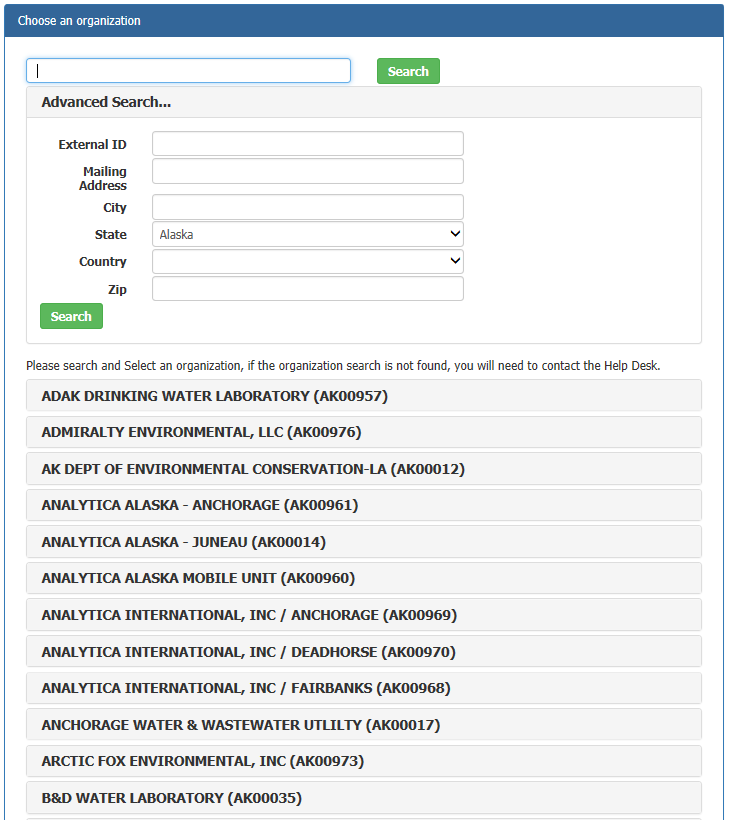 Choose an organization
Search
Advanced Search...
External ID
Mailing
Address
City
State Alaska
Country
Zip
Search
Please search and Select an organization, if the organization search is not found, you will need to contact the Help Desk.
ADAK DRINKING WATER LABORATORY (AK00957)
ADMIRALTY ENVIRONMENTAL, LLC (AK00976)
AK DEPT OF ENVIRONMENTAL CONSERVATION-LA (AK00012)
ANALYTICA ALASKA - ANCHORAGE (AK00961)
ANALYTICA ALASKA - JUNEAU (AK00014)
ANALYTICA ALASKA MOBILE UNIT (AK00960)
ANALYTICA INTERNATIONAL, INC / ANCHORAGE (AK00969)
ANALYTICA INTERNATIONAL, INC / DEADHORSE (AK00970)
ANALYTICA INTERNATIONAL, INC / FAIRBANKS (AK00968)
ANCHORAGE WATER & WASTEWATER UTLILTY (AK00017)
ARCTIC FOX ENVIRONMENTAL, INC (AK00973)
B&D WATER LABORATORY (AK00035)